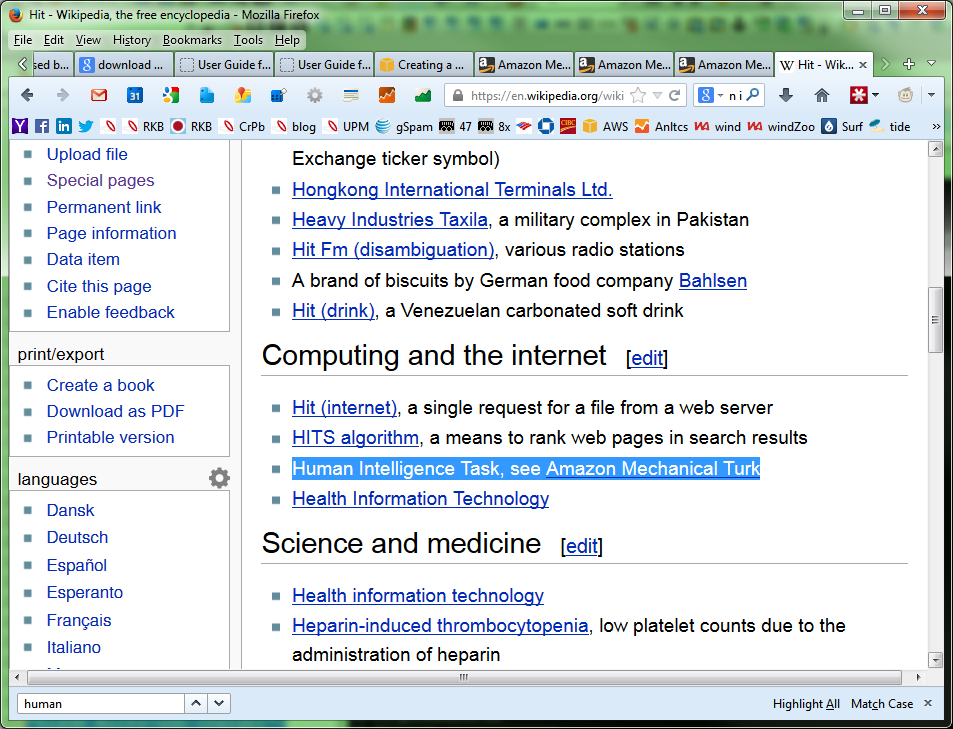 Hit - Wikipedia, the free encyclopedia - Mozilla Firefox
File Edit View History Bookmarks Tools Help
sed b... download ... User Guide f... User Guide f... Creating a ... Amazon Me... Amazon Me... Amazon Me... Hit - Wik...
31 https://en.wikipedia.org/wiki n i
RKB RKB CrPb blog UPM gSpam 47 8x CIBC AWS Anltcs wind windZoo Surf tide »
Upload file
Special pages
Permanent link
Page information
Data item
Cite this page
Enable feedback
print/export
Create a book
Download as PDF
Printable version
languages
Dansk
Deutsch
Español
Esperanto
Français
Italiano
Exchange ticker symbol)
Hongkong International Terminals Ltd.
Heavy Industries Taxila, a military complex in Pakistan
Hit Fm (disambiguation), various radio stations
A brand of biscuits by German food company Bahlsen
Hit (drink), a Venezuelan carbonated soft drink
Computing and the internet [edit]
Hit (internet), a single request for a file from a web server
HITS algorithm, a means to rank web pages in search results
Human Intelligence Task, see Amazon Mechanical Turk
Health Information Technology
Science and medicine [edit]
Health information technology
Heparin-induced thrombocytopenia, low platelet counts due to the
administration of heparin
human Highlight All Match Case